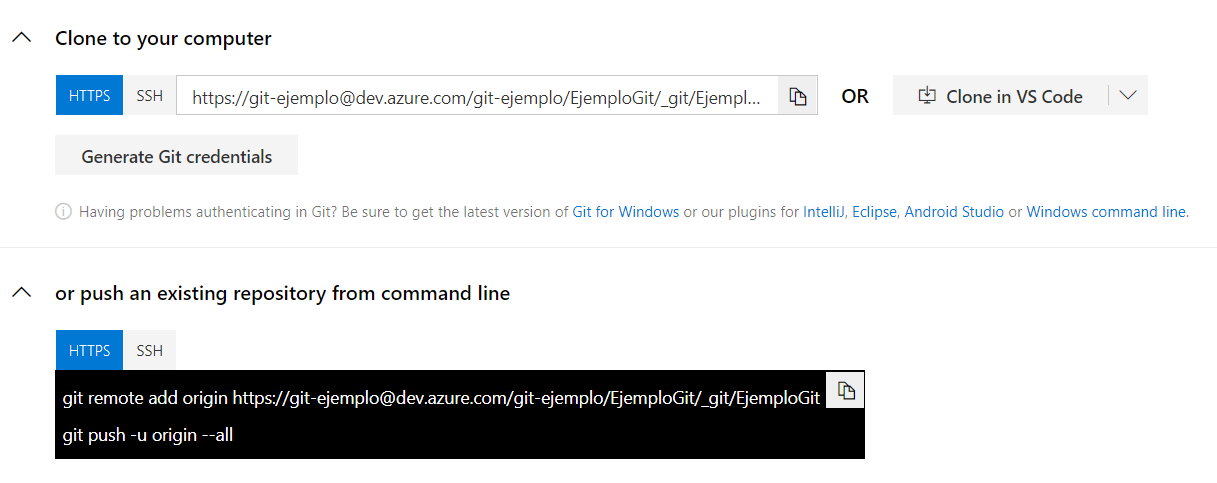 Clone to your computer
HTTPS SSH https://git-ejemplo@dev.azure.com/git-ejemplo/EjemploGit/_git/Ejempl... OR Clone in VS Code
Generate Git credentials
Having problems authenticating in Git? Be sure to get the latest version of Git for Windows or our plugins for IntelliJ, Eclipse, Android Studio or Windows command line.
or push an existing repository from command line
HTTPS SSH
git remote add origin https://git-ejemplo@dev.azure.com/git-ejemplo/EjemploGit/_git/EjemploGit
git push -u origin --all